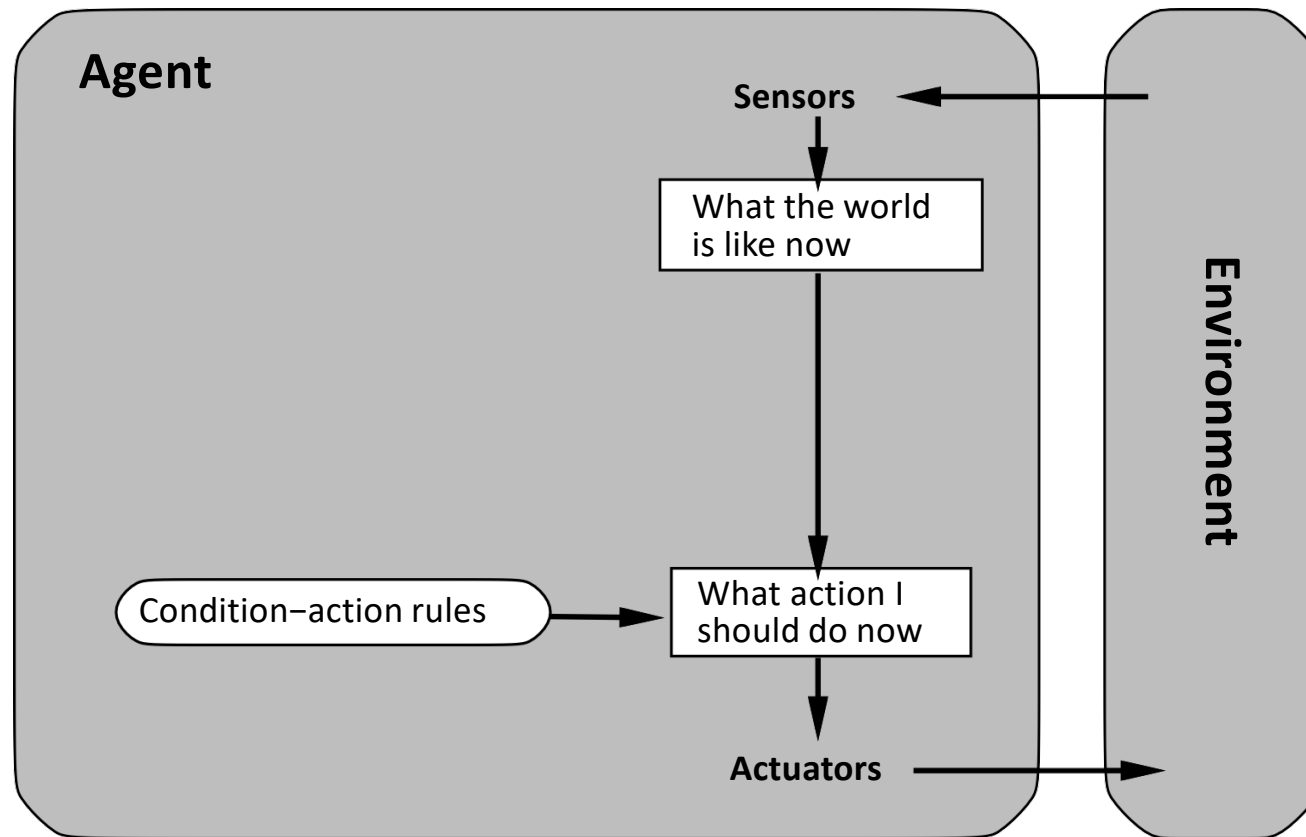 Agent
Sensors
What the world
is like now
Environment
Condition−action rules
What action I
should do now
Actuators